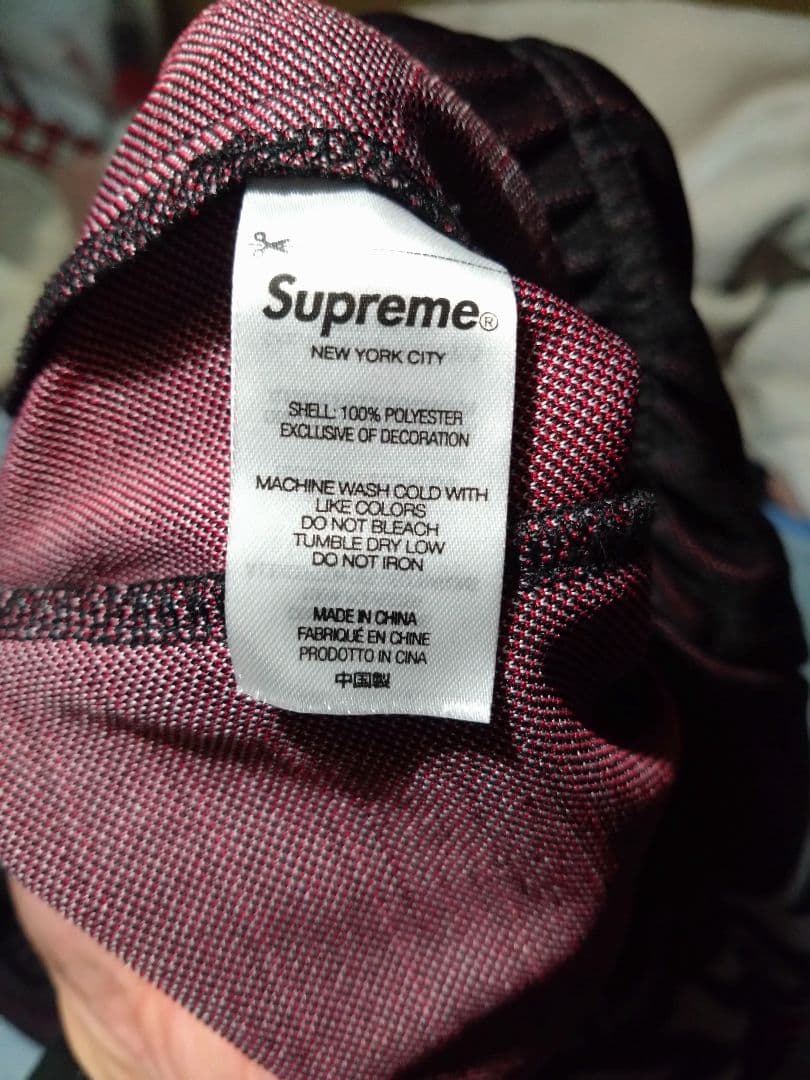 Supreme®
NEW YORK CITY
SHELL: 100% POLYESTER
EXCLUSIVE OF DECORATION
MACHINE WASH COLD WITH
LIKE COLORS
DO NOT BLEACH
TUMBLE DRY LOW
DO NOT IRON
MADE IN CHINA
FABRIQUÉ EN CHINE
PRODOTTO IN CINA
中国製